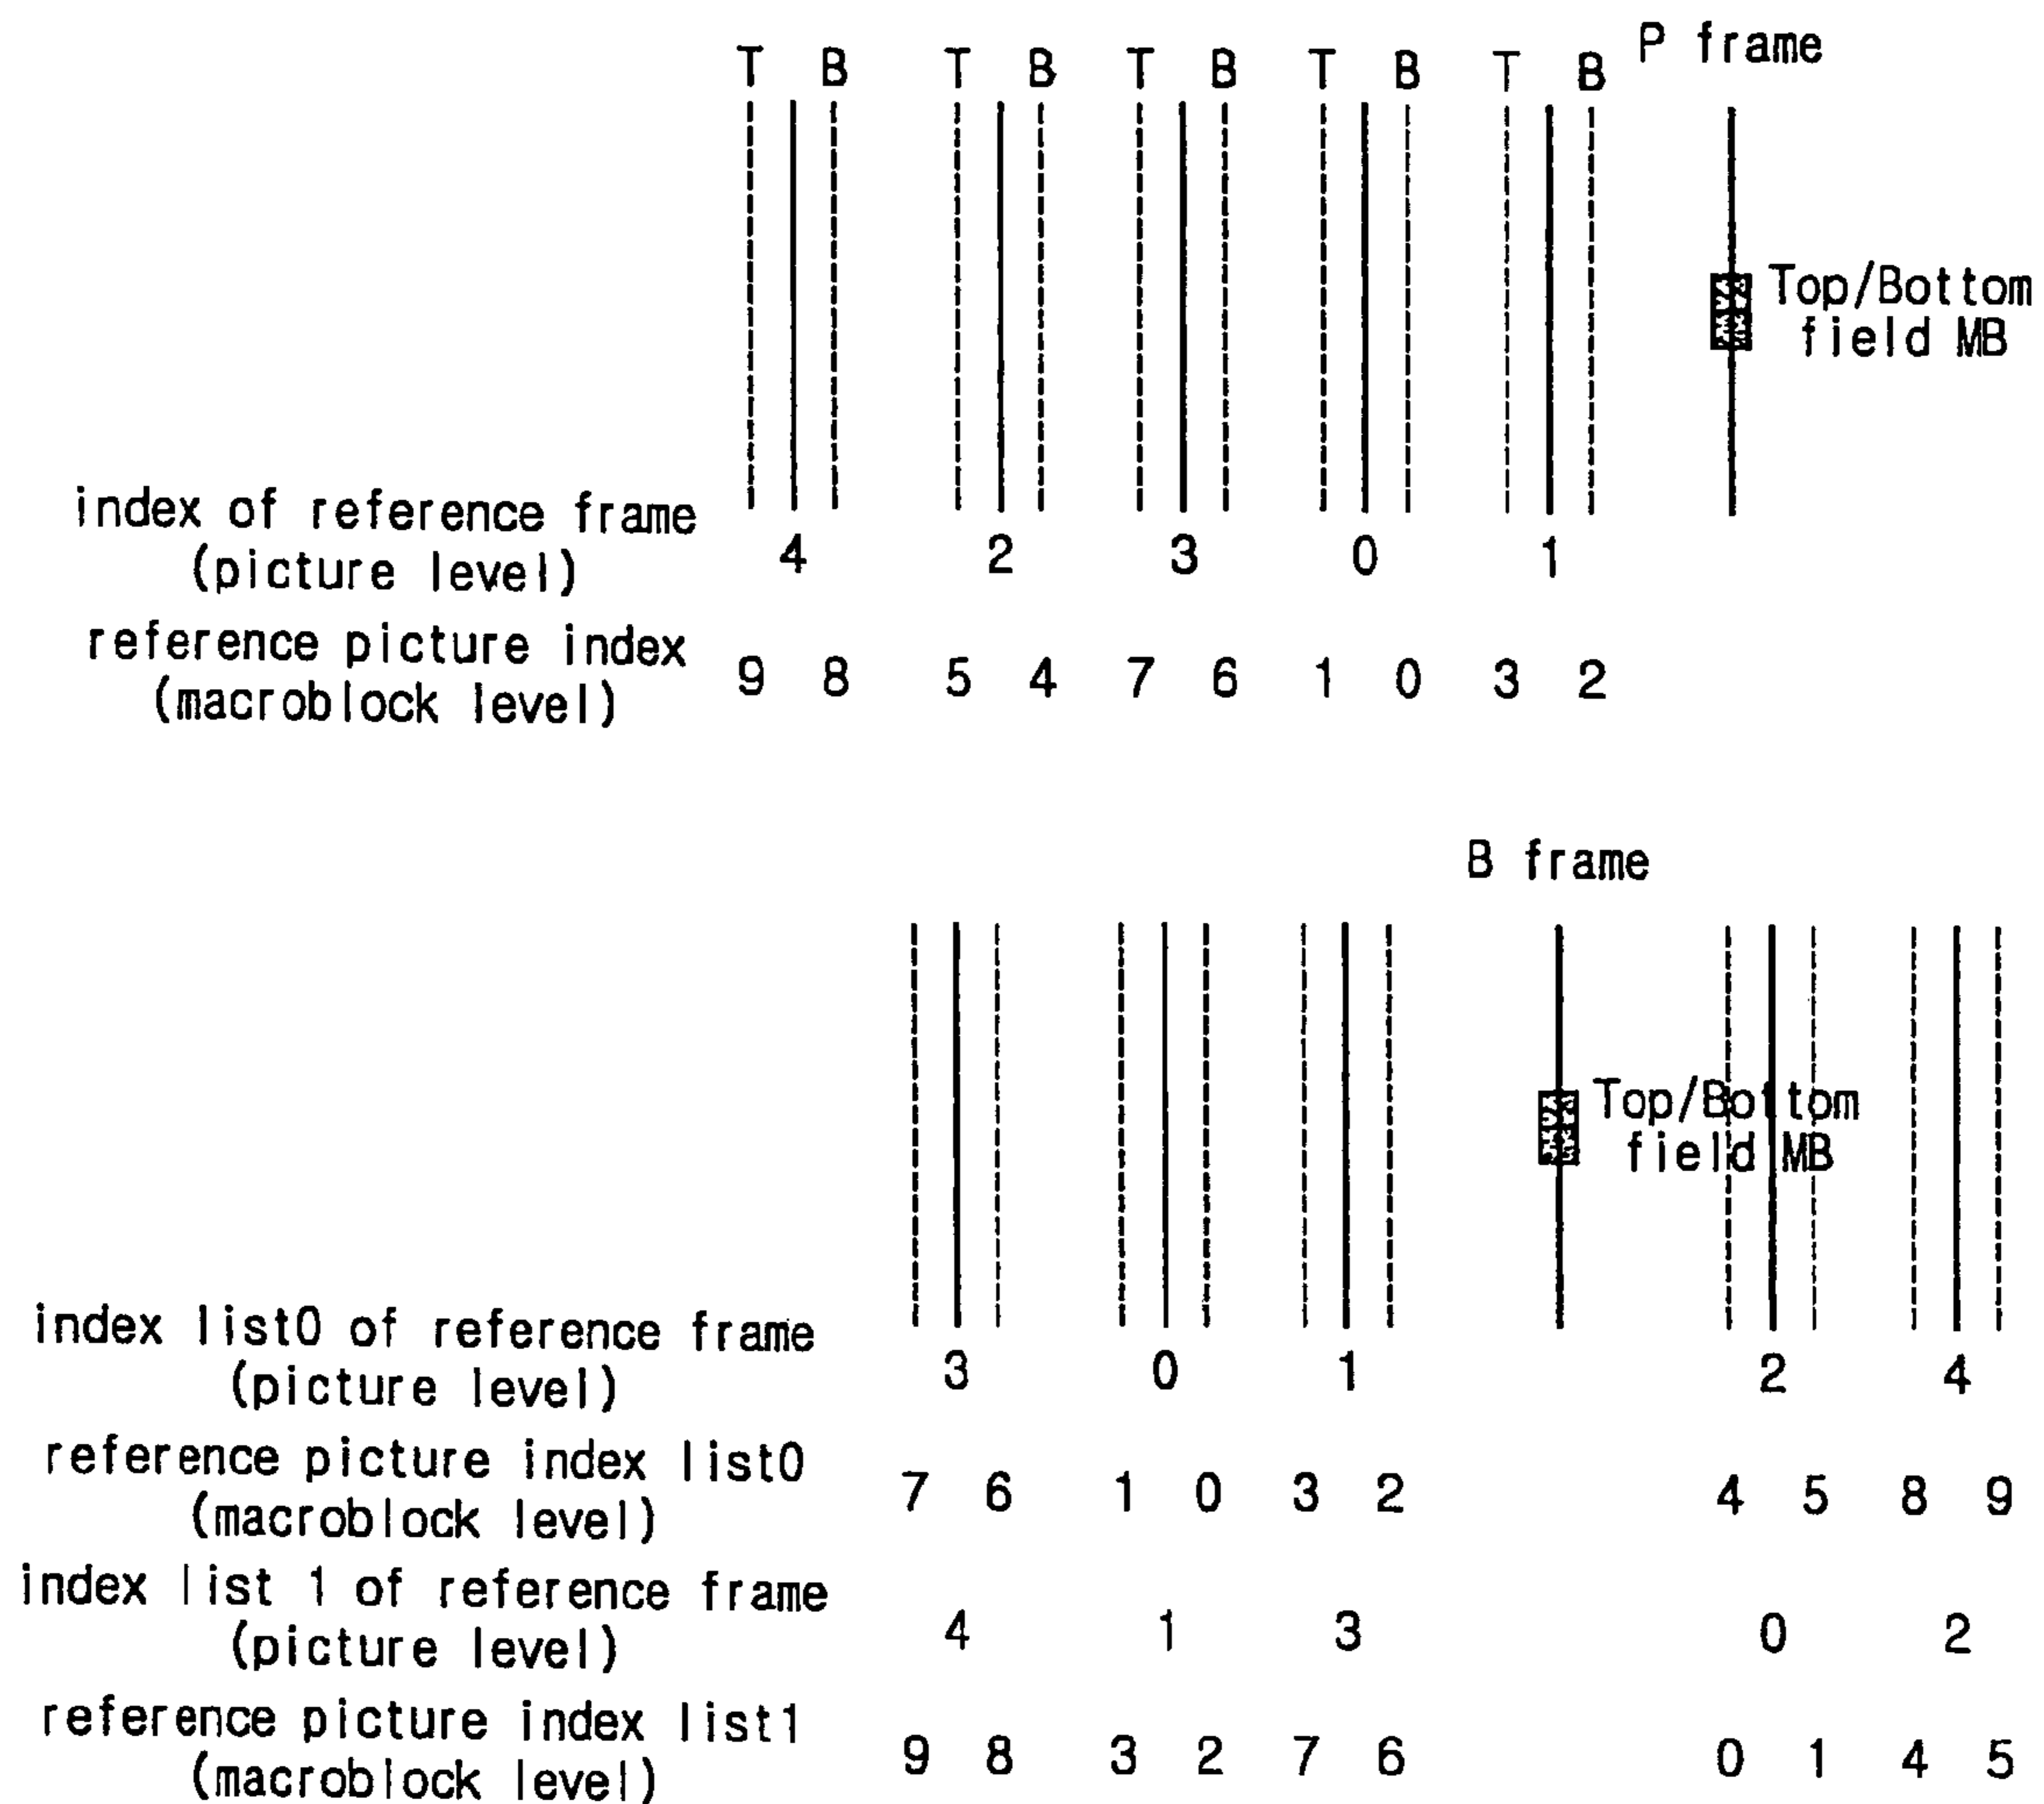 P frame
T B T B T B T B T B
Top/Bottom
field MB
index of reference frame
(picture level)
4 2 3 0 1
reference picture index
(macroblock level)
9 8 5 4 7 6 1 0 3 2
B frame
Top/Bottom
field MB
index list0 of reference frame
(picture level)
3 0 1 2 4
reference picture index list0
(macroblock level)
7 6 1 0 3 2 4 5 8 9
index list 1 of reference frame
(picture level)
4 1 3 0 2
reference picture index list1
(macroblock level)
9 8 3 2 7 6 0 1 4 5